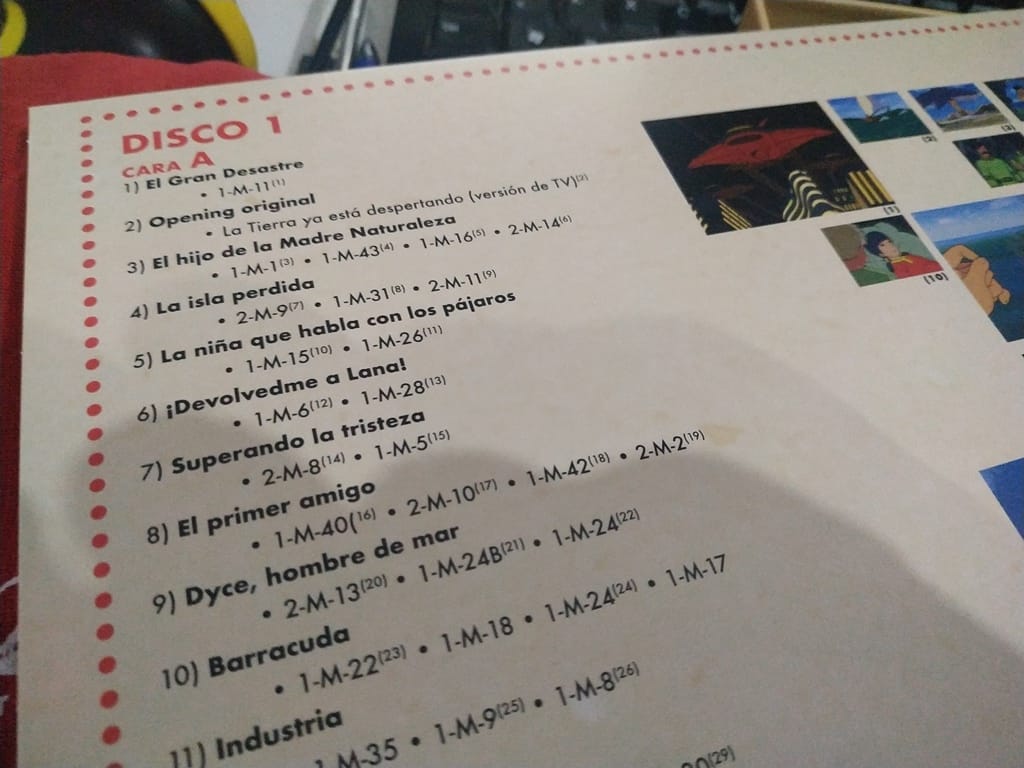 DISCO 1
CARA A
1) El Gran Desastre
• 1-M-11(1)
2) Opening original
• La Tierra ya está despertando (versión de TV)(2)
3) El hijo de la Madre Naturaleza
• 1-M-1(3) • 1-M-43(4) • 1-M-16(5) • 2-M-14(6)
4) La isla perdida
• 2-M-9(7) • 1-M-31(8) • 2-M-11(9)
5) La niña que habla con los pájaros
• 1-M-15(10) • 1-M-26(11)
6) ¡Devolvedme a Lana!
• 1-M-6(12) • 1-M-28(13)
7) Superando la tristeza
• 2-M-8(14) • 1-M-5(15)
8) El primer amigo
• 1-M-40(16) • 2-M-10(17) • 1-M-42(18) • 2-M-2(19)
9) Dyce, hombre de mar
• 2-M-13(20) • 1-M-24B(21) • 1-M-24(22)
10) Barracuda
• 1-M-22(23) • 1-M-18 • 1-M-24(24) • 1-M-17
11) Industria
1-M-35 • 1-M-9(25) • 1-M-8(26)
(29)
(1)
(2)
(3)
(10)